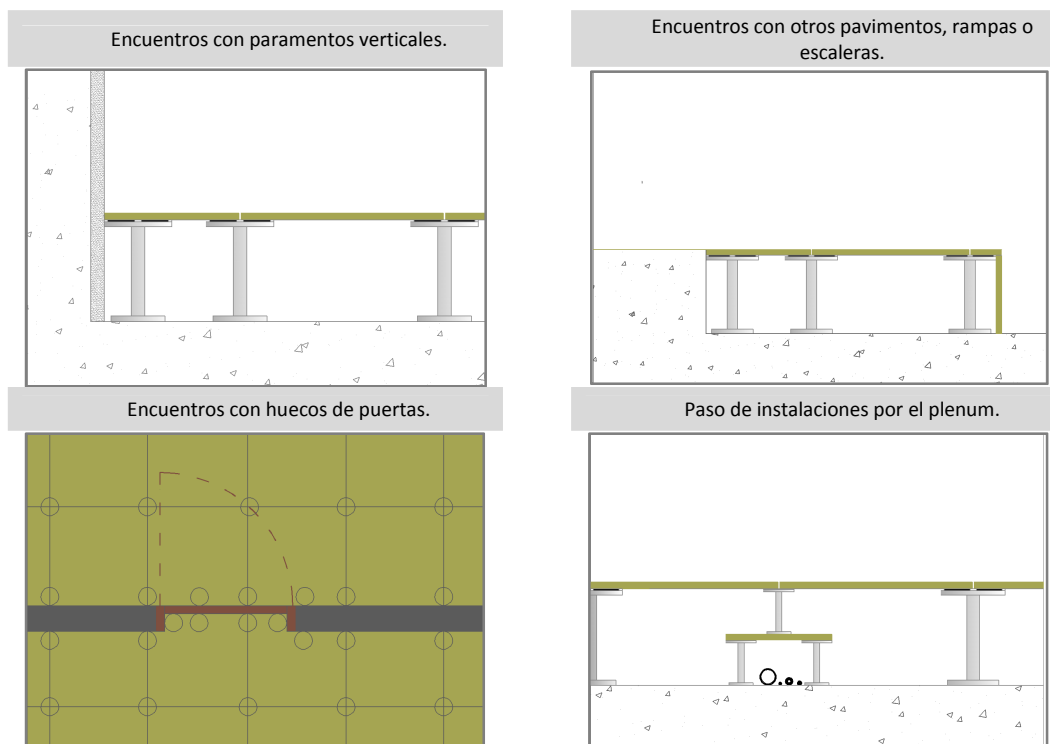 Encuentros con paramentos verticales.
Encuentros con otros pavimentos, rampas o
escaleras.
Encuentros con huecos de puertas.
Paso de instalaciones por el plenum.